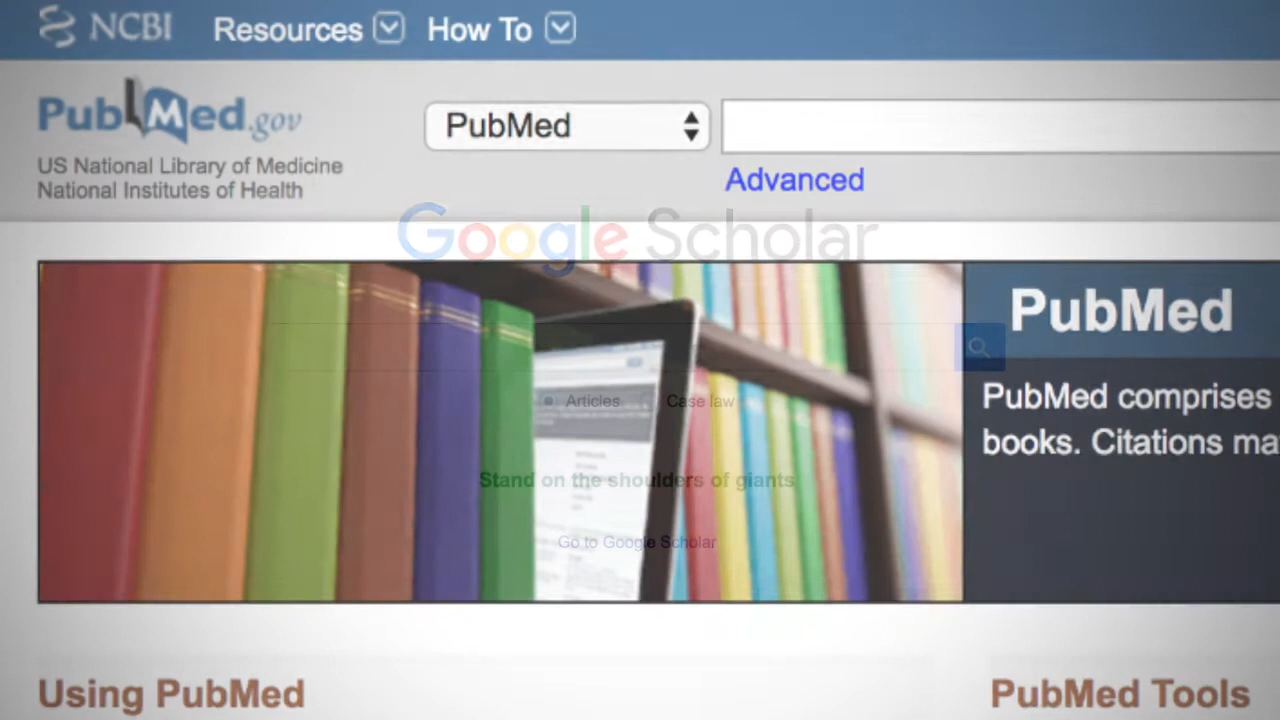 NCBI Resources How To
PubMed.gov
US National Library of Medicine
National Institutes of Health
PubMed
Advanced
Google Scholar
PubMed
PubMed comprises
books. Citations ma
Articles Case law
Stand on the shoulders of giants
Go to Google Scholar
Using PubMed
PubMed Tools